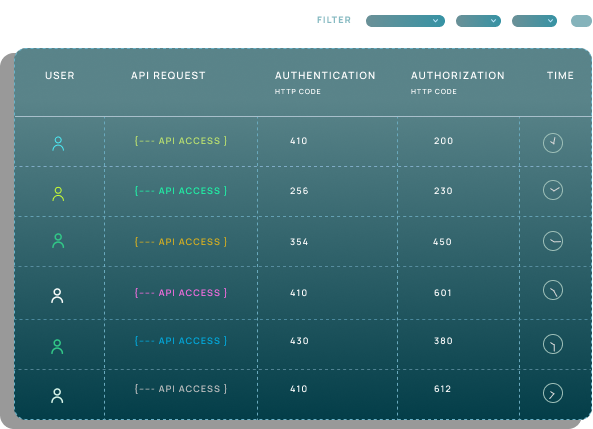 FILTER
USER API REQUEST AUTHENTICATION AUTHORIZATION TIME
HTTP CODE HTTP CODE
{--- API ACCESS } 410 200
{--- API ACCESS } 256 230
{--- API ACCESS } 354 450
{--- API ACCESS } 410 601
{--- API ACCESS } 430 380
{--- API ACCESS } 410 612